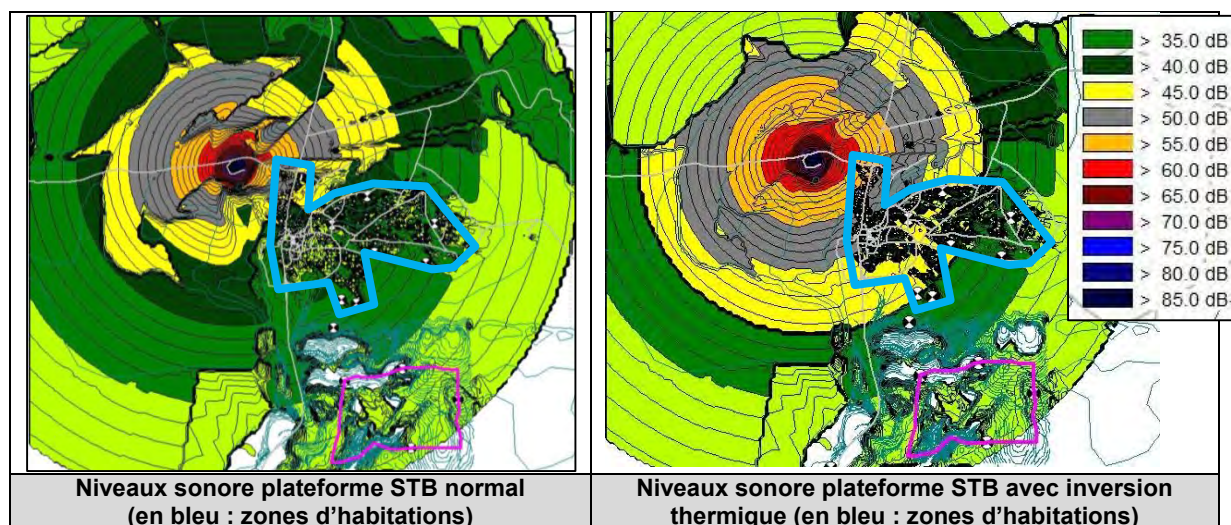 > 35.0 dB
> 40.0 dB
> 45.0 dB
> 50.0 dB
> 55.0 dB
> 60.0 dB
> 65.0 dB
> 70.0 dB
> 75.0 dB
> 80.0 dB
> 85.0 dB
Niveaux sonore plateforme STB normal
(en bleu : zones d'habitations)
Niveaux sonore plateforme STB avec inversion
thermique (en bleu : zones d'habitations)